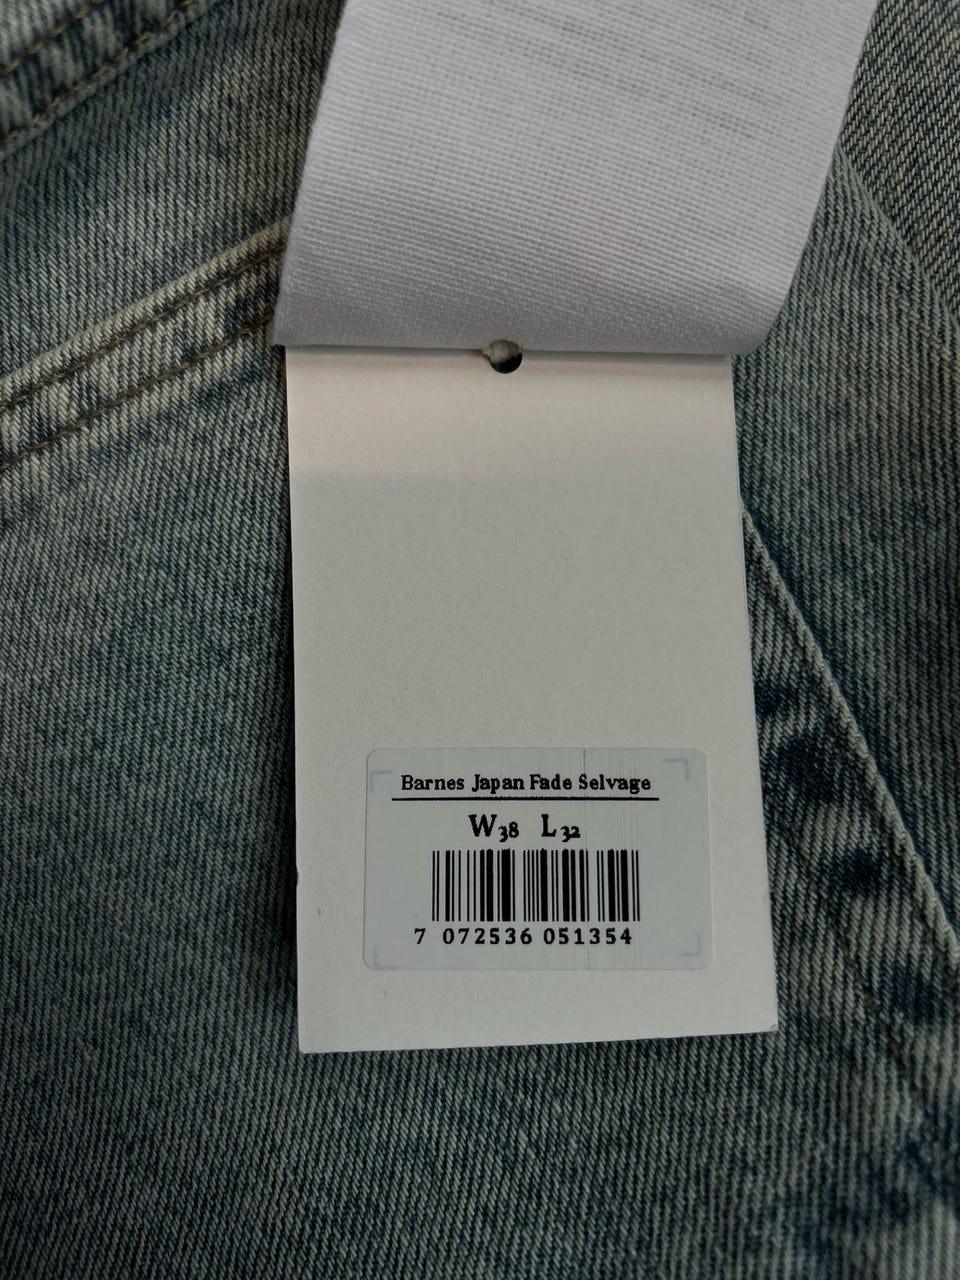 Barnes Japan Fade Selvage
W38 L32
7 072536 051354